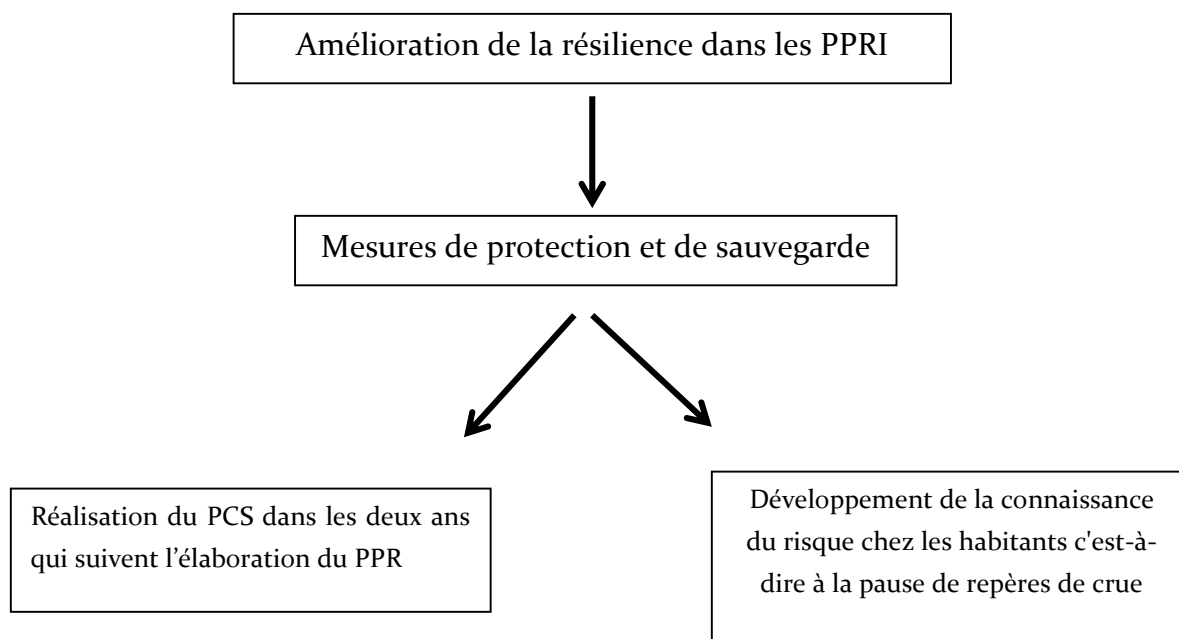 Amélioration de la résilience dans les PPRI
Mesures de protection et de sauvegarde
Réalisation du PCS dans les deux ans
qui suivent l’élaboration du PPR
Développement de la connaissance
du risque chez les habitants c'est-à-
dire à la pause de repères de crue